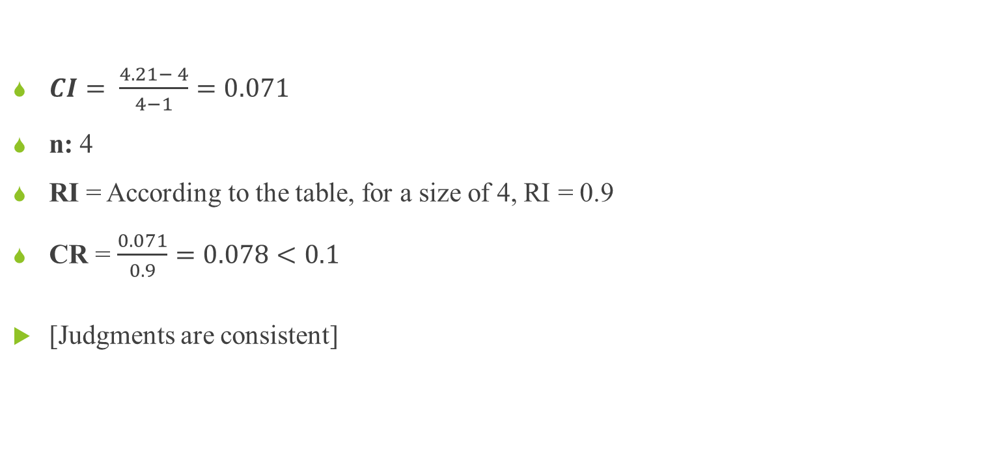 CI = (4.21− 4)/(4−1) = 0.071
n: 4
RI = According to the table, for a size of 4, RI = 0.9
CR = 0.071/0.9 = 0.078 < 0.1
[Judgments are consistent]